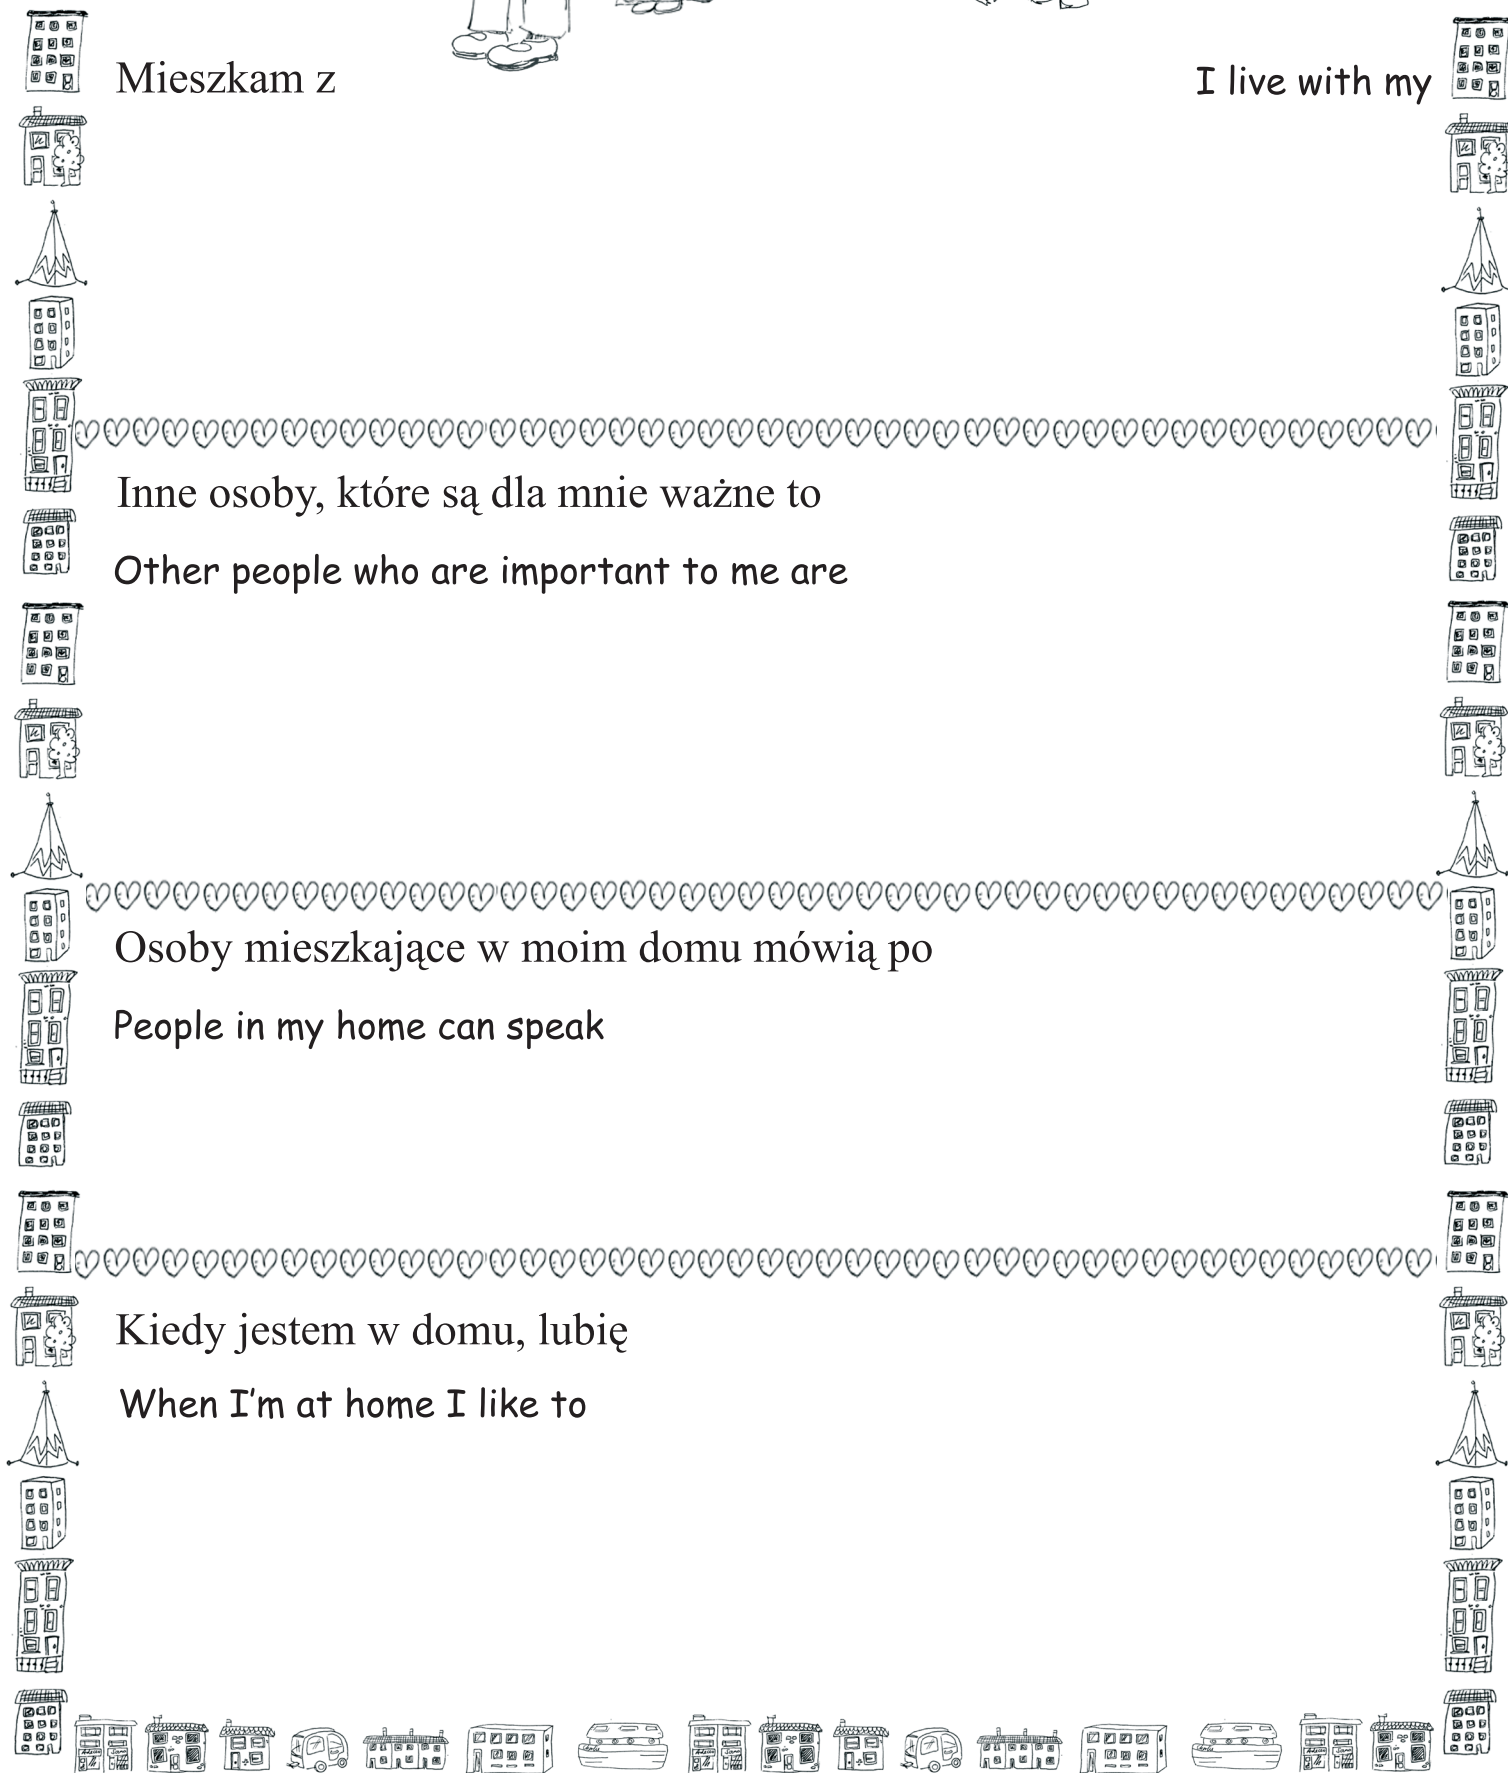 Mieszkam z
I live with my
Inne osoby, które są dla mnie ważne to
Other people who are important to me are
Osoby mieszkające w moim domu mówią po
People in my home can speak
Kiedy jestem w domu, lubię
When I'm at home I like to